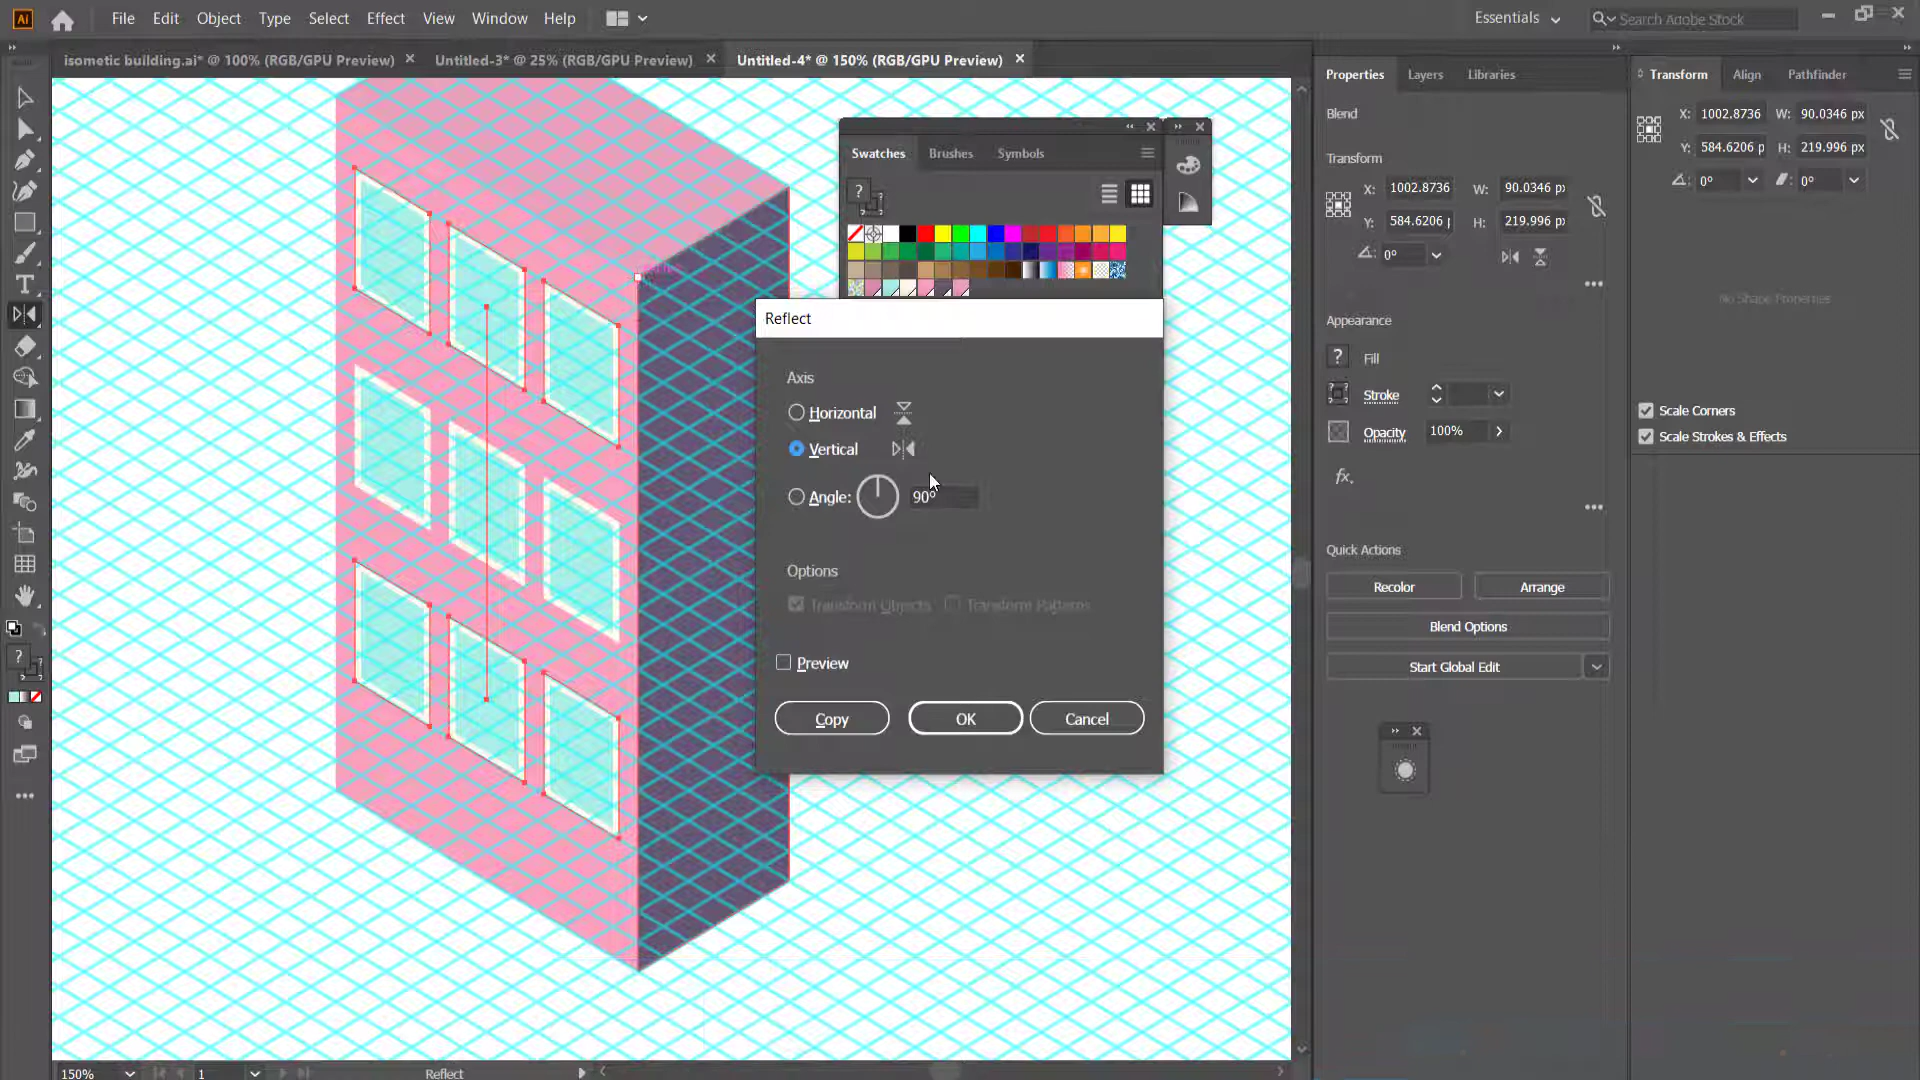 Ai File Edit Object Type Select Effect View Window Help Essentials Search Adobe Stock
isometic building.ai* @ 100% (RGB/GPU Preview) Untitled-3* @ 25% (RGB/GPU Preview) Untitled-4* @ 150% (RGB/GPU Preview)
Swatches Brushes Symbols
Reflect
Axis
Horizontal
Vertical
Angle: 90°
Options
Transform Objects Transform Patterns
Preview
Copy OK Cancel
Properties Layers Libraries
Blend
Transform
X: 1002.8736 W: 90.0346 px
Y: 584.6206 p H: 219.996 px
0°
Appearance
? Fill
Stroke
Opacity 100%
fx.
Quick Actions
Recolor Arrange
Blend Options
Start Global Edit
Transform Align Pathfinder
X: 1002.8736 W: 90.0346 px
Y: 584.6206 p H: 219.996 px
0° 0°
No Shape Properties
Scale Corners
Scale Strokes & Effects
150% 1 Reflect